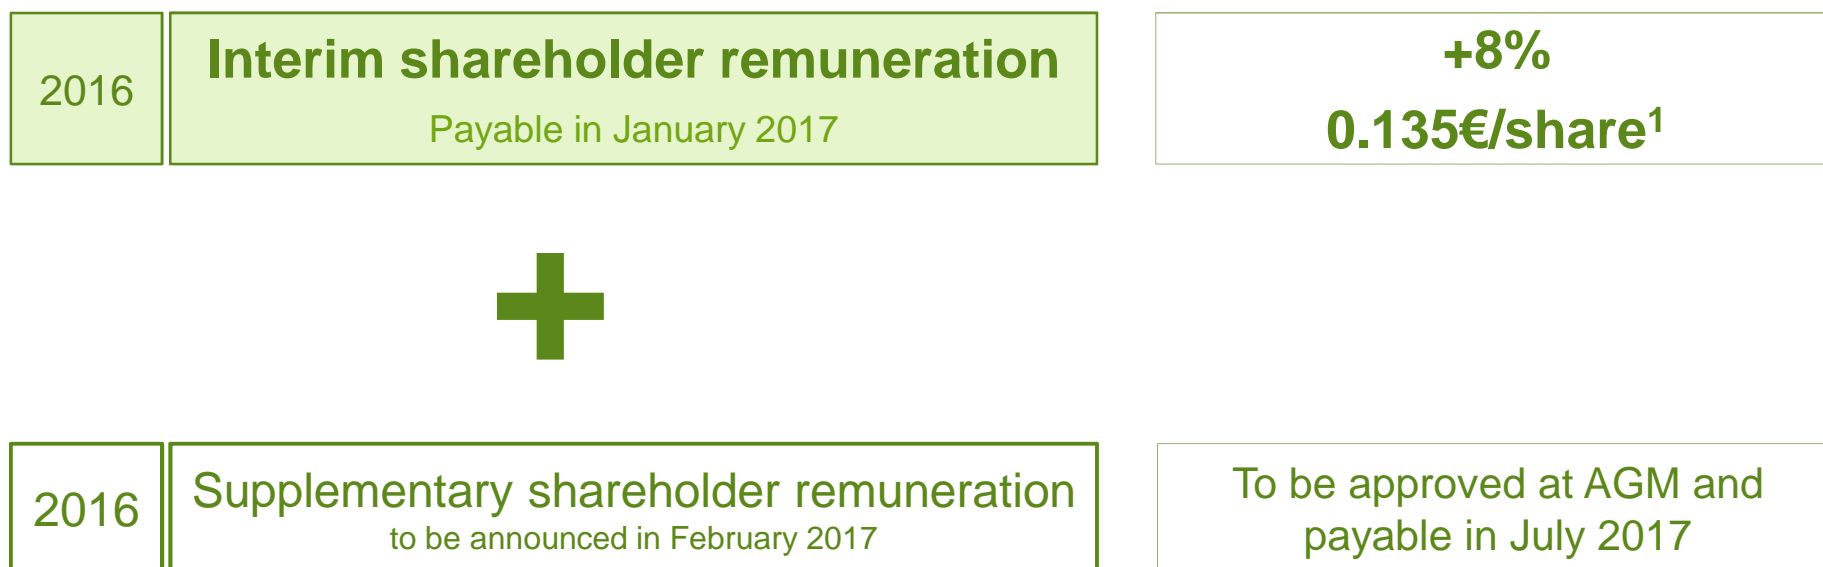 2016
Interim shareholder remuneration
Payable in January 2017
+8%
0.135€/share¹
2016
Supplementary shareholder remuneration
to be announced in February 2017
To be approved at AGM and
payable in July 2017